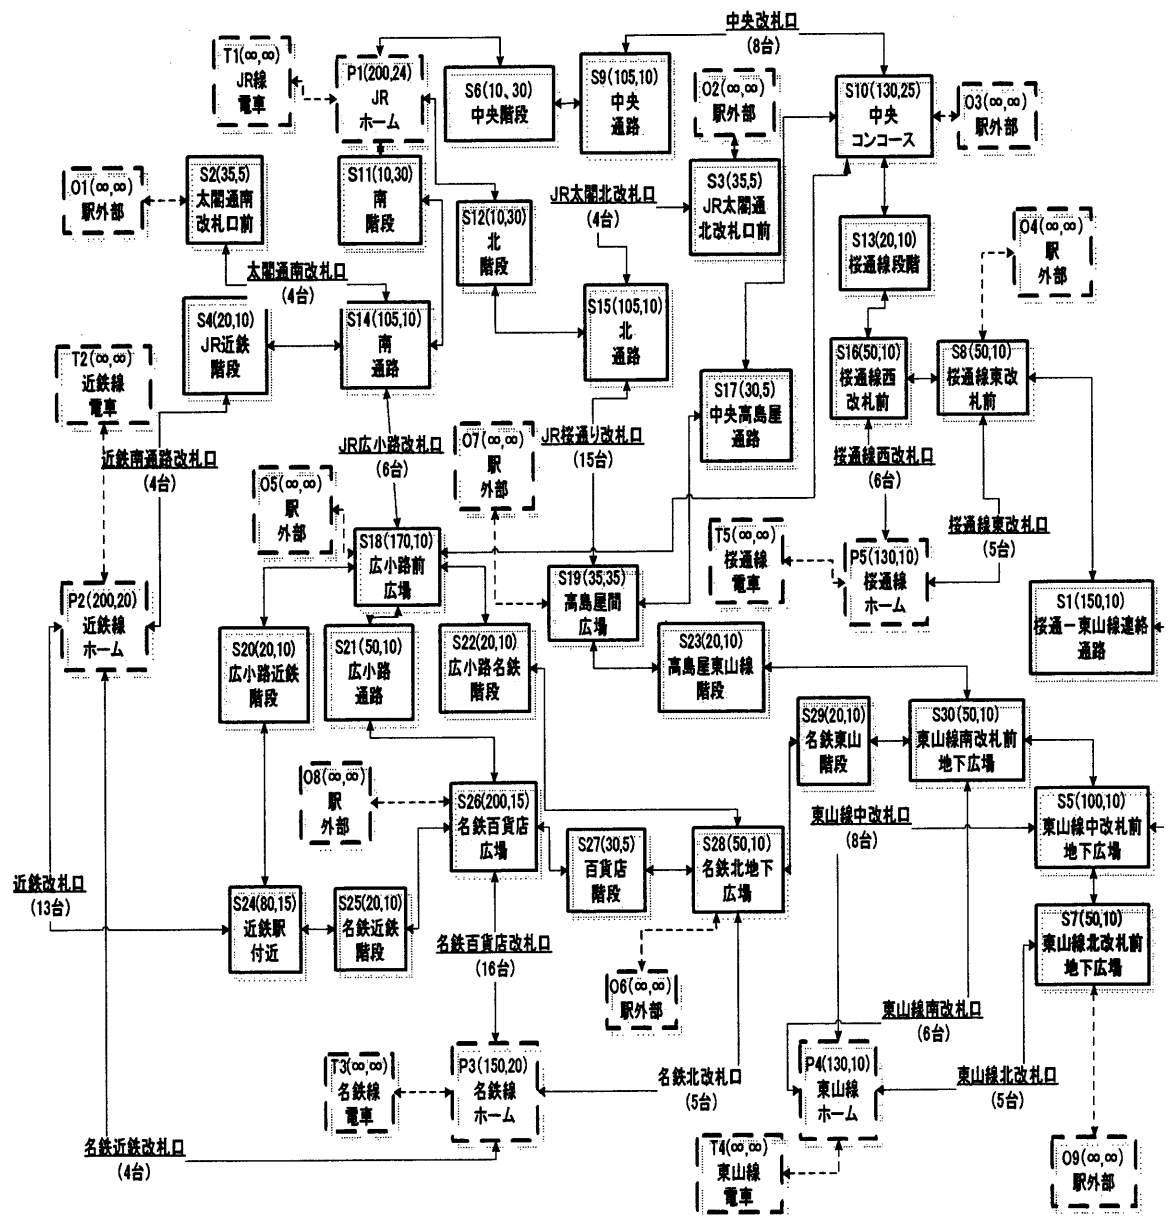 中央改札口
(8台)
T1(∞,∞)
JR線
電車
P1(200,24)
JR
ホーム
S6(10、30)
中央階段
S9(105,10)
中央
通路
O2(∞,∞)
駅外部
S10(130,25)
中央
コンコース
O3(∞,∞)
駅外部
O1(∞,∞)
駅外部
S2(35,5)
太閤通南
改札口前
S11(10,30)
南
階段
S12(10,30)
北
階段
JR太閤北改札口
(4台)
S3(35,5)
JR太閤通
北改札口前
S13(20,10)
桜通線段階
O4(∞,∞)
駅
外部
太閤通南改札口
(4台)
S4(20,10)
JR近鉄
階段
S14(105,10)
南
通路
S15(105,10)
北
通路
T2(∞,∞)
近鉄線
電車
S17(30,5)
中央高島屋
通路
S16(50,10)
桜通線西
改札前
S8(50,10)
桜通線東改
札前
近鉄南通路改札口
(4台)
JR広小路改札口
(6台)
O7(∞,∞)
駅
外部
JR桜通り改札口
(15台)
桜通線西改札口
(6台)
O5(∞,∞)
駅
外部
S18(170,10)
広小路前
広場
T5(∞,∞)
桜通線
電車
P5(130,10)
桜通線
ホーム
桜通線東改札口
(5台)
P2(200,20)
近鉄線
ホーム
S19(35,35)
高島屋間
広場
S1(150,10)
桜通－東山線連絡
通路
S20(20,10)
広小路近鉄
階段
S21(50,10)
広小路
通路
S22(20,10)
広小路名鉄
階段
S23(20,10)
高島屋東山線
階段
S29(20,10)
名鉄東山
階段
S30(50,10)
東山線南改札前
地下広場
O8(∞,∞)
駅
外部
S26(200,15)
名鉄百貨店
広場
S27(30,5)
百貨店
階段
S28(50,10)
名鉄北地下
広場
東山線中改札口
(8台)
S5(100,10)
東山線中改札前
地下広場
近鉄改札口
(13台)
S24(80,15)
近鉄駅
付近
S25(20,10)
名鉄近鉄
階段
名鉄百貨店改札口
(16台)
S7(50,10)
東山線北改札前
地下広場
O6(∞,∞)
駅外部
東山線南改札口
(6台)
T3(∞,∞)
名鉄線
電車
P3(150,20)
名鉄線
ホーム
名鉄北改札口
(5台)
P4(130,10)
東山線
ホーム
東山線北改札口
(5台)
名鉄近鉄改札口
(4台)
T4(∞,∞)
東山線
電車
O9(∞,∞)
駅外部